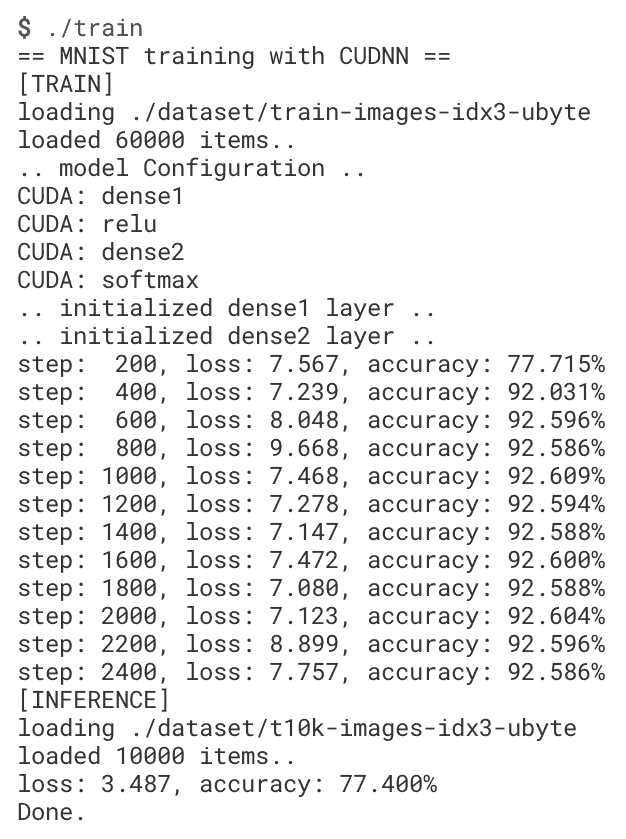 $ ./train
== MNIST training with CUDNN ==
[TRAIN]
loading ./dataset/train-images-idx3-ubyte
loaded 60000 items..
.. model Configuration ..
CUDA: dense1
CUDA: relu
CUDA: dense2
CUDA: softmax
.. initialized dense1 layer ..
.. initialized dense2 layer ..
step:  200, loss: 7.567, accuracy: 77.715%
step:  400, loss: 7.239, accuracy: 92.031%
step:  600, loss: 8.048, accuracy: 92.596%
step:  800, loss: 9.668, accuracy: 92.586%
step: 1000, loss: 7.468, accuracy: 92.609%
step: 1200, loss: 7.278, accuracy: 92.594%
step: 1400, loss: 7.147, accuracy: 92.588%
step: 1600, loss: 7.472, accuracy: 92.600%
step: 1800, loss: 7.080, accuracy: 92.588%
step: 2000, loss: 7.123, accuracy: 92.604%
step: 2200, loss: 8.899, accuracy: 92.596%
step: 2400, loss: 7.757, accuracy: 92.586%
[INFERENCE]
loading ./dataset/t10k-images-idx3-ubyte
loaded 10000 items..
loss: 3.487, accuracy: 77.400%
Done.